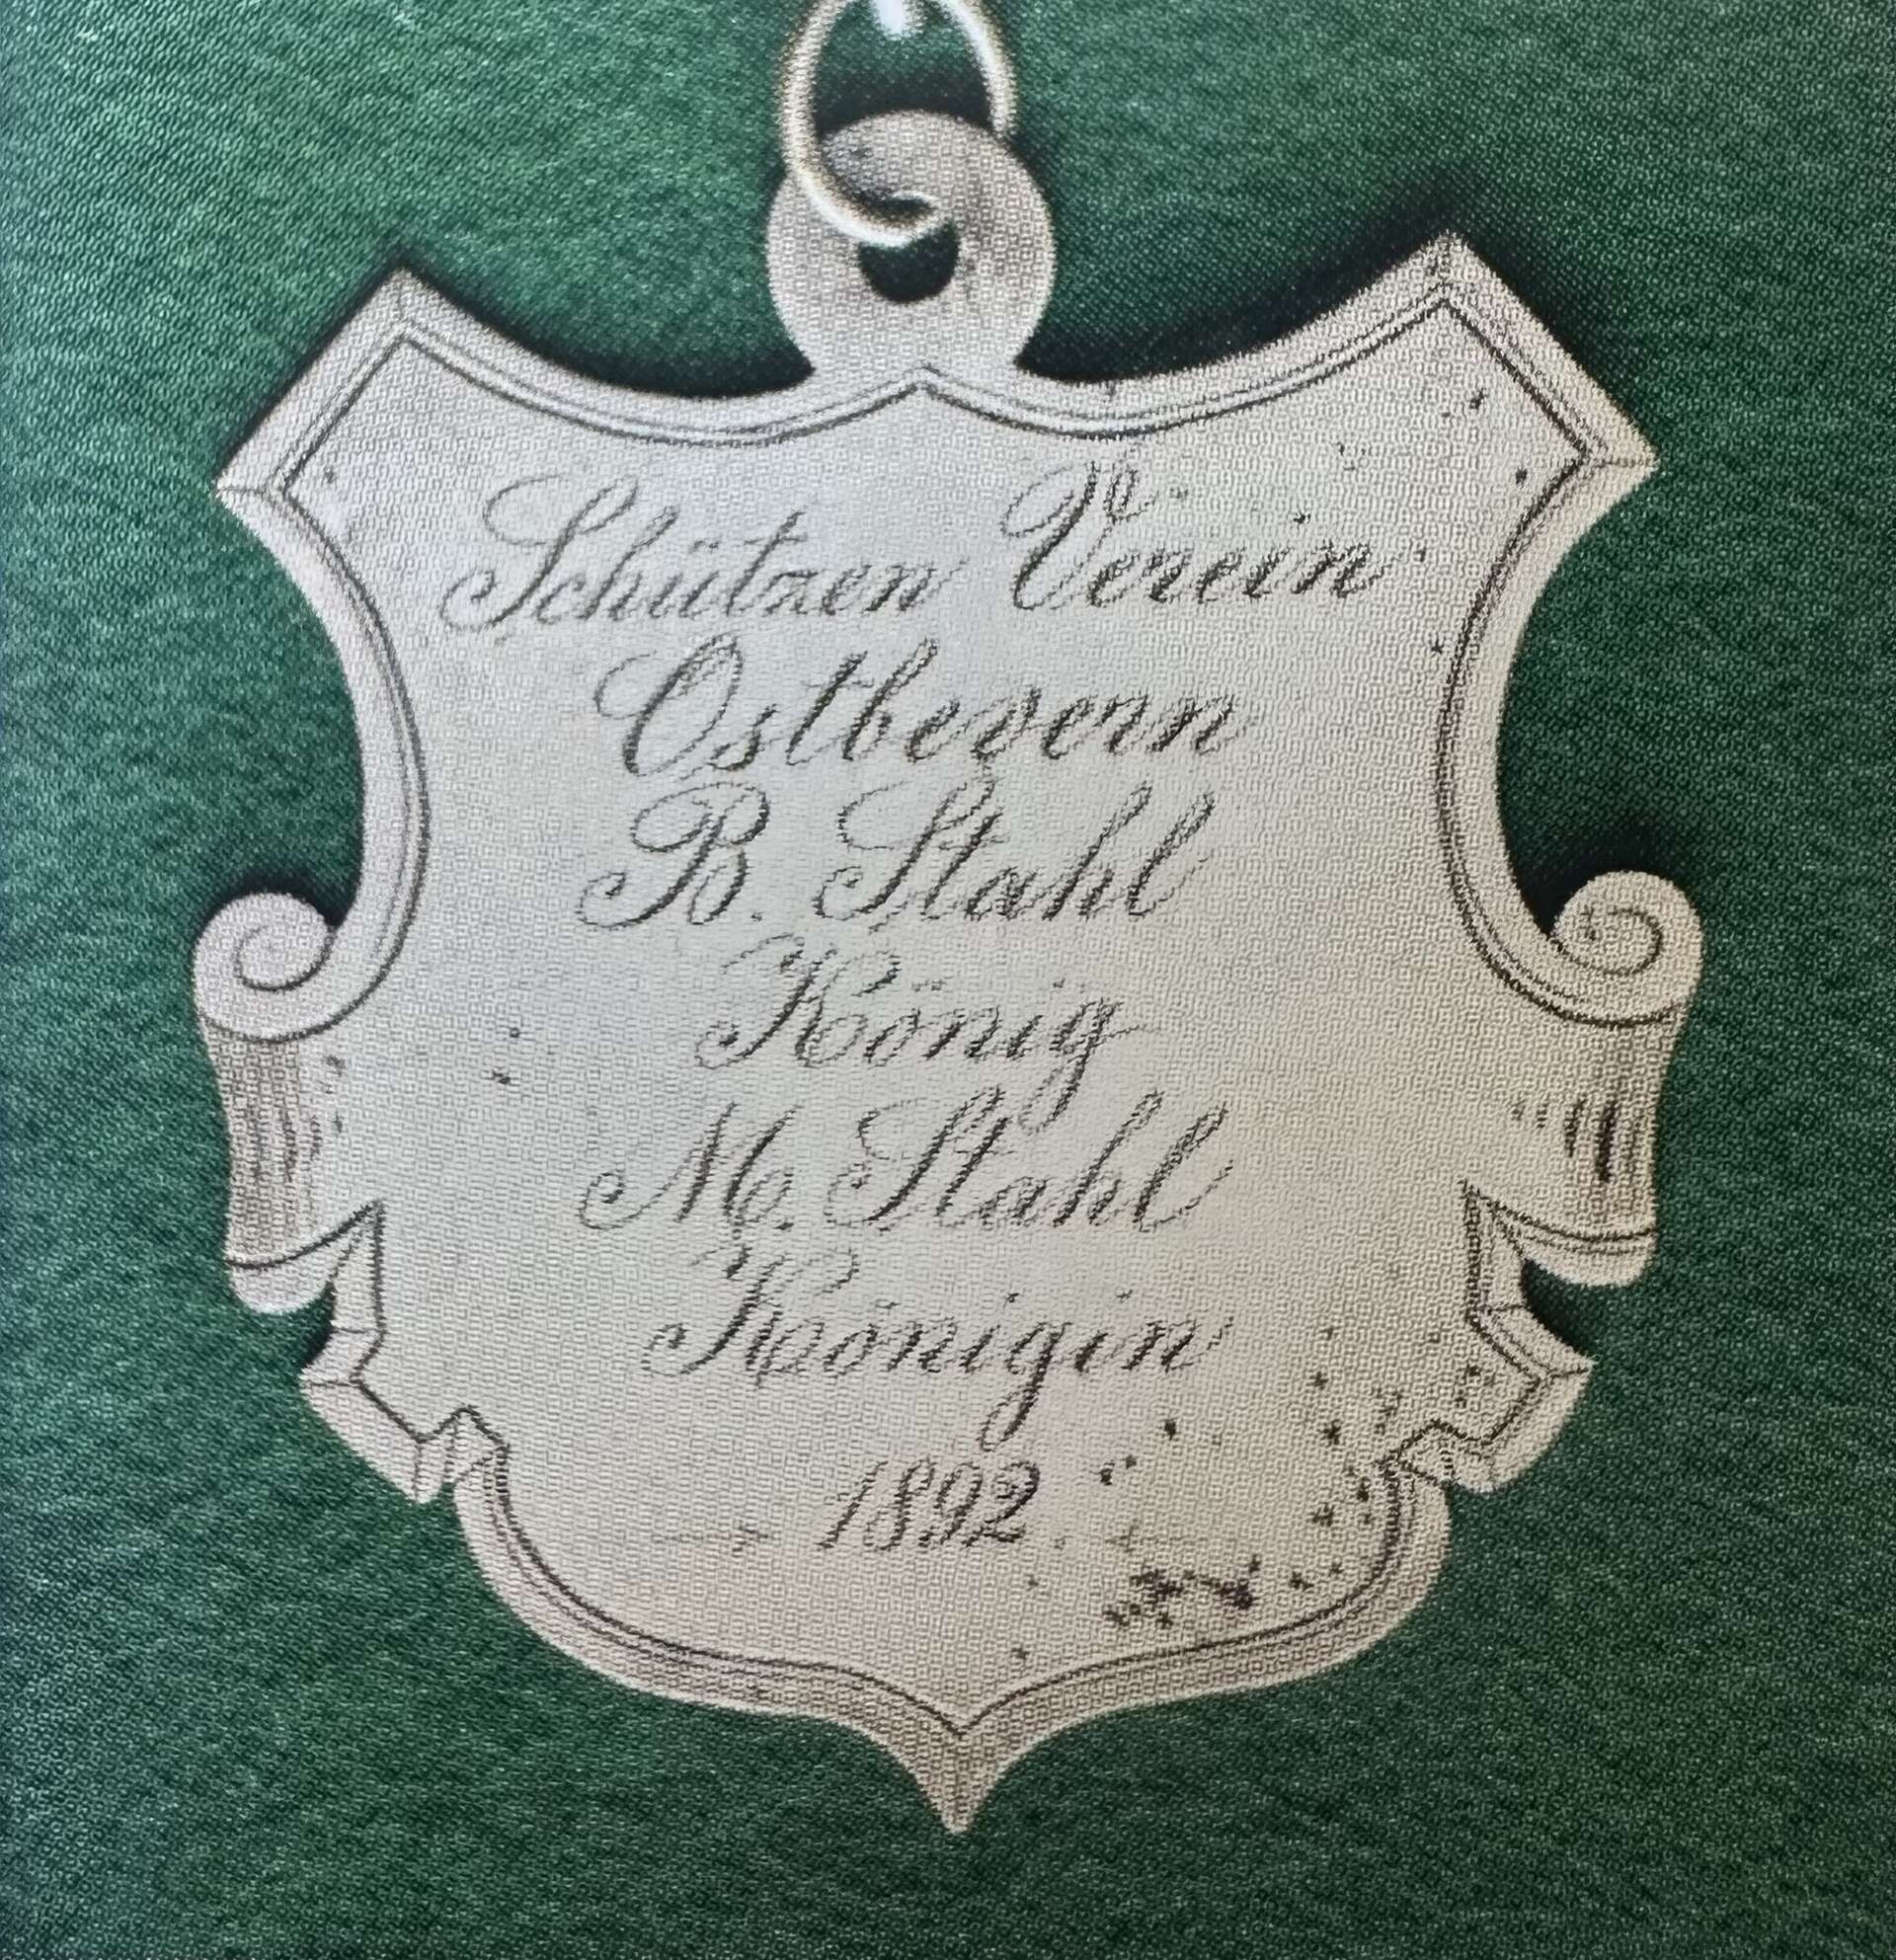 Schützen Verein
Ostbevern
B. Stahl
König
M. Stahl
Königin
1892.